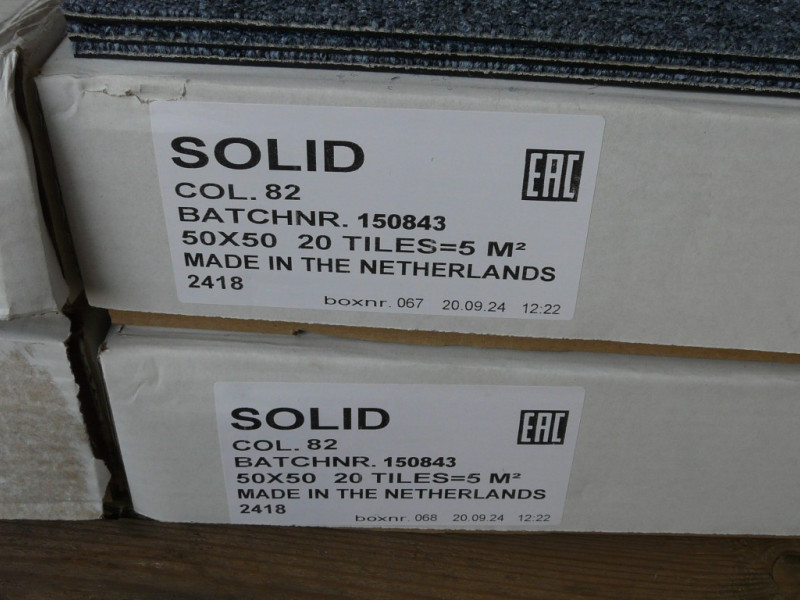 SOLID
EAC
COL. 82
BATCHNR. 150843
50X50 20 TILES=5 M²
MADE IN THE NETHERLANDS
2418
boxnr. 067 20.09.24 12:22
SOLID
EAC
COL. 82
BATCHNR. 150843
50X50 20 TILES=5 M²
MADE IN THE NETHERLANDS
2418
boxnr. 068 20.09.24 12:22